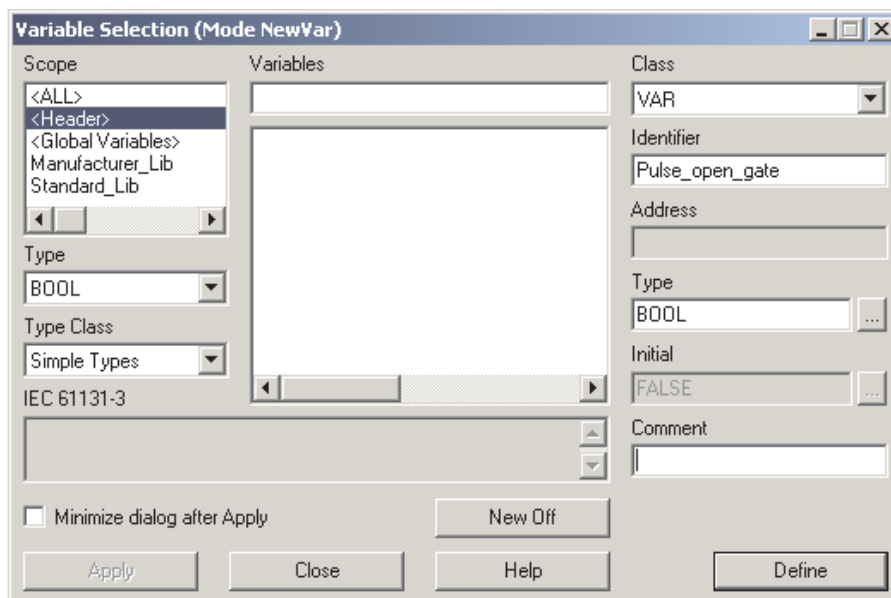 Variable Selection (Mode NewVar)
Scope
<ALL>
<Header>
<Global Variables>
Manufacturer_Lib
Standard_Lib
Type
BOOL
Type Class
Simple Types
IEC 61131-3
Variables
Class
VAR
Identifier
Pulse_open_gate
Address
Type
BOOL
...
Initial
FALSE
...
Comment
Minimize dialog after Apply
New Off
Apply
Close
Help
Define